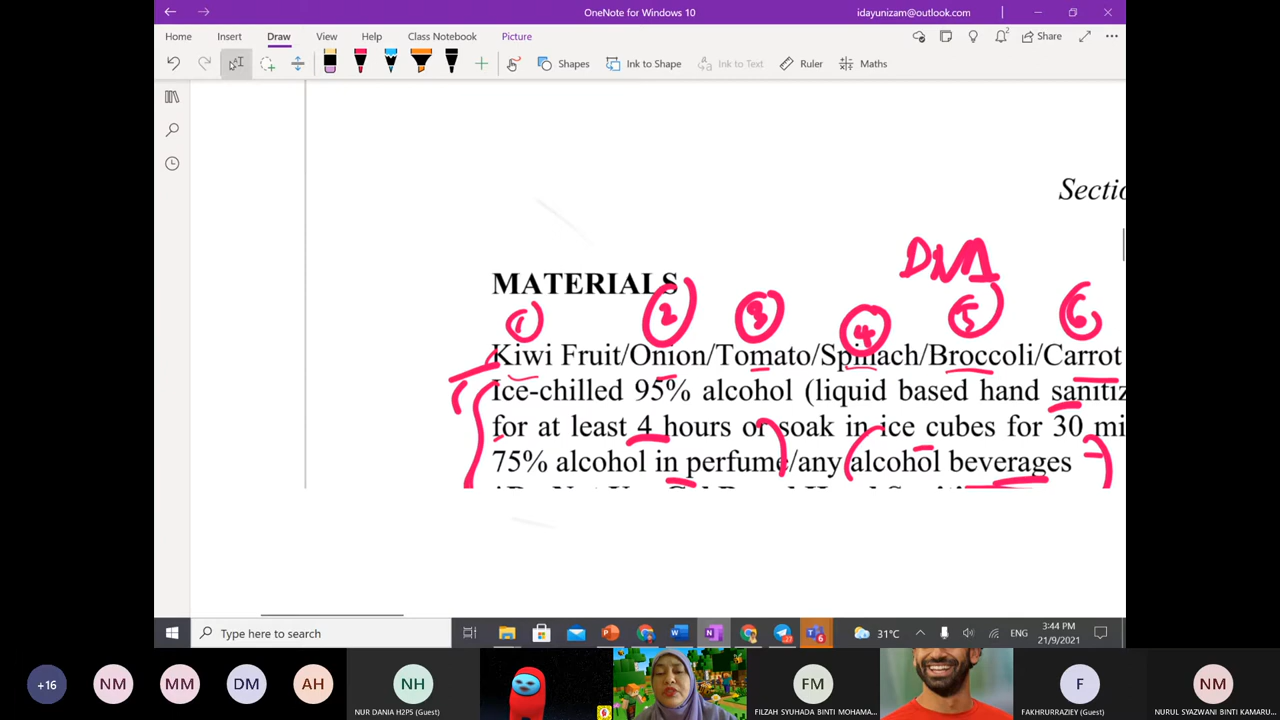 OneNote for Windows 10
idayunizam@outlook.com
Home Insert Draw View Help Class Notebook Picture
Share
Shapes Ink to Shape Ink to Text Ruler Maths
Sectio
DNA
MATERIALS
1 2 3 4 5 6
Kiwi Fruit/Onion/Tomato/Spinach/Broccoli/Carrot
Ice-chilled 95% alcohol (liquid based hand sanitiz
for at least 4 hours or soak in ice cubes for 30 mi
75% alcohol in perfume/any alcohol beverages
Type here to search
27
6
31°C
ENG
3:44 PM
21/9/2021
+16 NM MM DM AH NH FM F NM
NUR DANIA H2P5 (Guest)
FILZAH SYUHADA BINTI MOHAMA...
FAKHRURRAZIEY (Guest)
NURUL SYAZWANI BINTI KAMARU...